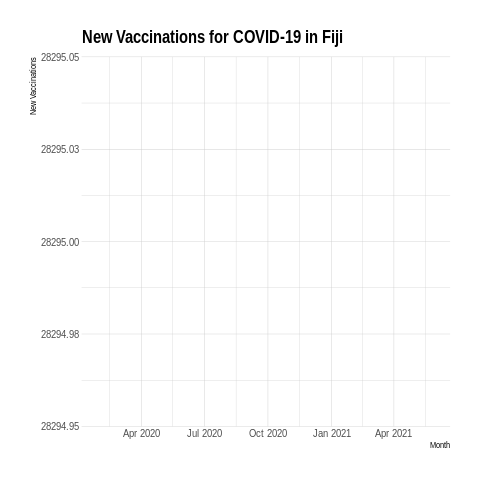 New Vaccinations for COVID-19 in Fiji
New Vaccinations
28295.05
28295.03
28295.00
28294.98
28294.95
Apr 2020 Jul 2020 Oct 2020 Jan 2021 Apr 2021
Month